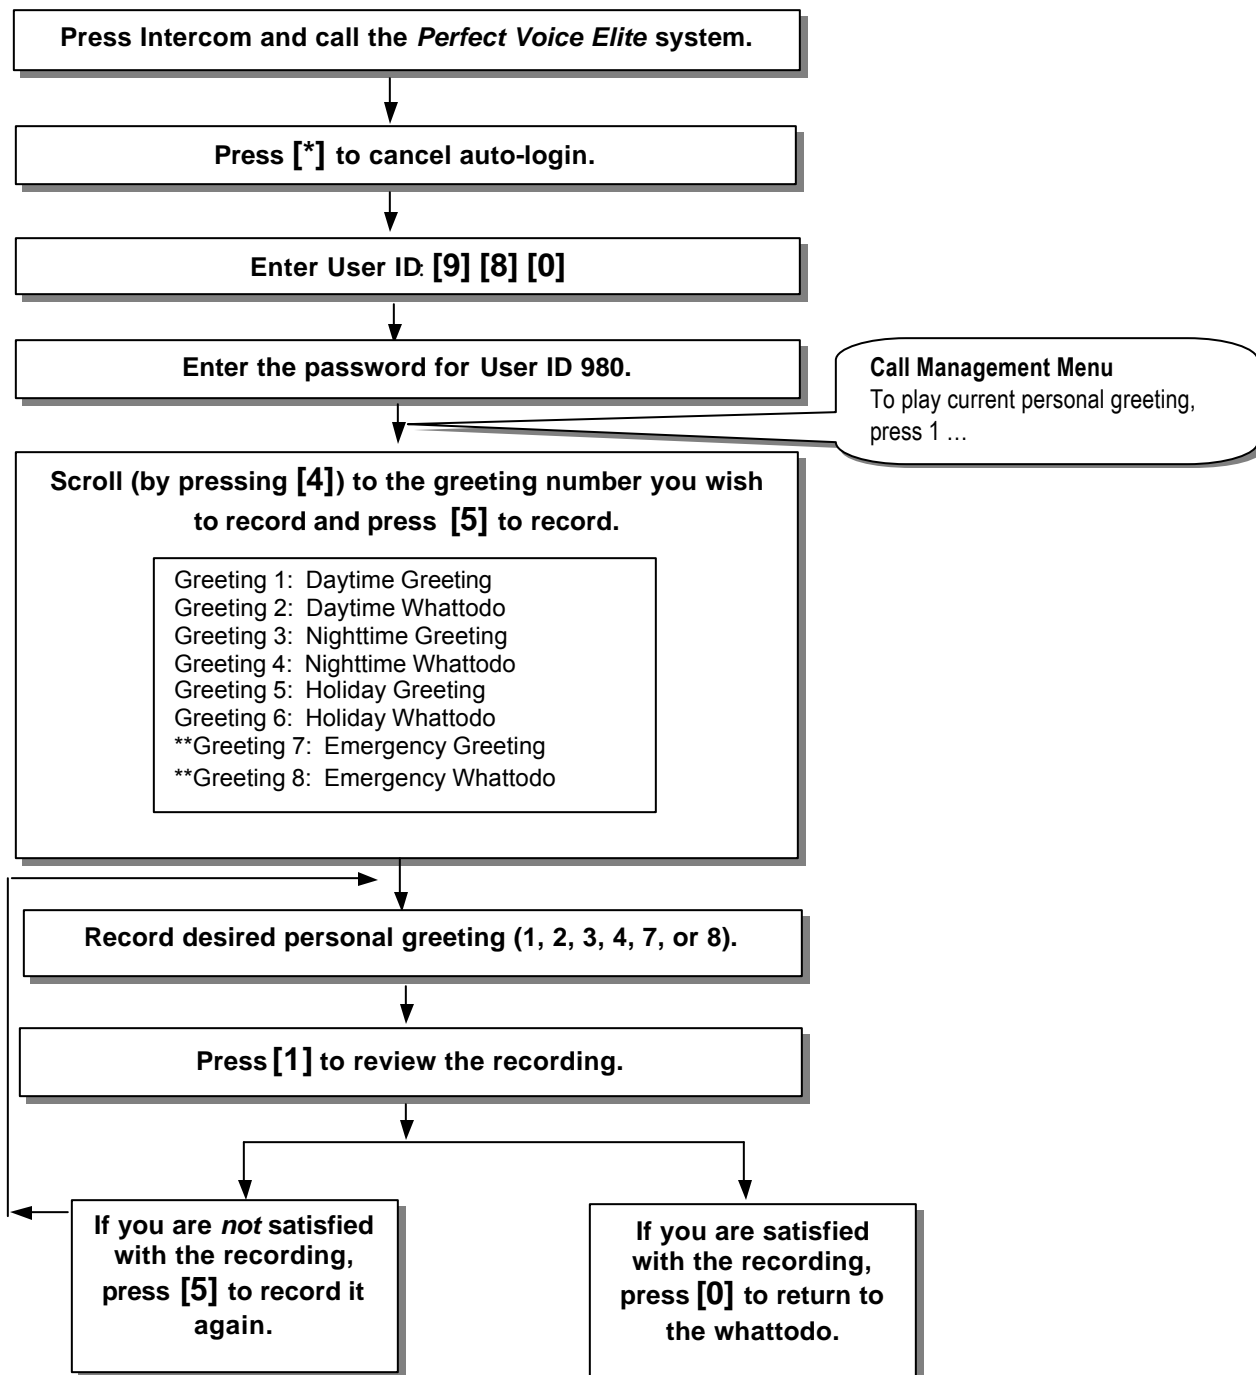 Press Intercom and call the Perfect Voice Elite system.
Press [*] to cancel auto-login.
Enter User ID: [9] [8] [0]
Enter the password for User ID 980.
Call Management Menu
To play current personal greeting,
press 1 …
Scroll (by pressing [4]) to the greeting number you wish
to record and press [5] to record.
Greeting 1: Daytime Greeting
Greeting 2: Daytime Whattodo
Greeting 3: Nighttime Greeting
Greeting 4: Nighttime Whattodo
Greeting 5: Holiday Greeting
Greeting 6: Holiday Whattodo
**Greeting 7: Emergency Greeting
**Greeting 8: Emergency Whattodo
Record desired personal greeting (1, 2, 3, 4, 7, or 8).
Press [1] to review the recording.
If you are not satisfied
with the recording,
press [5] to record it
again.
If you are satisfied
with the recording,
press [0] to return to
the whattodo.